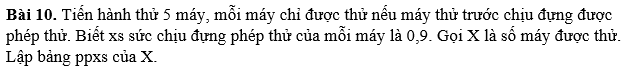 Bài 10. Tiến hành thử 5 máy, mỗi máy chỉ được thử nếu máy thử trước chịu đựng được
phép thử. Biết xs sức chịu đựng phép thử của mỗi máy là 0,9. Gọi X là số máy được thử.
Lập bảng ppxs của X.